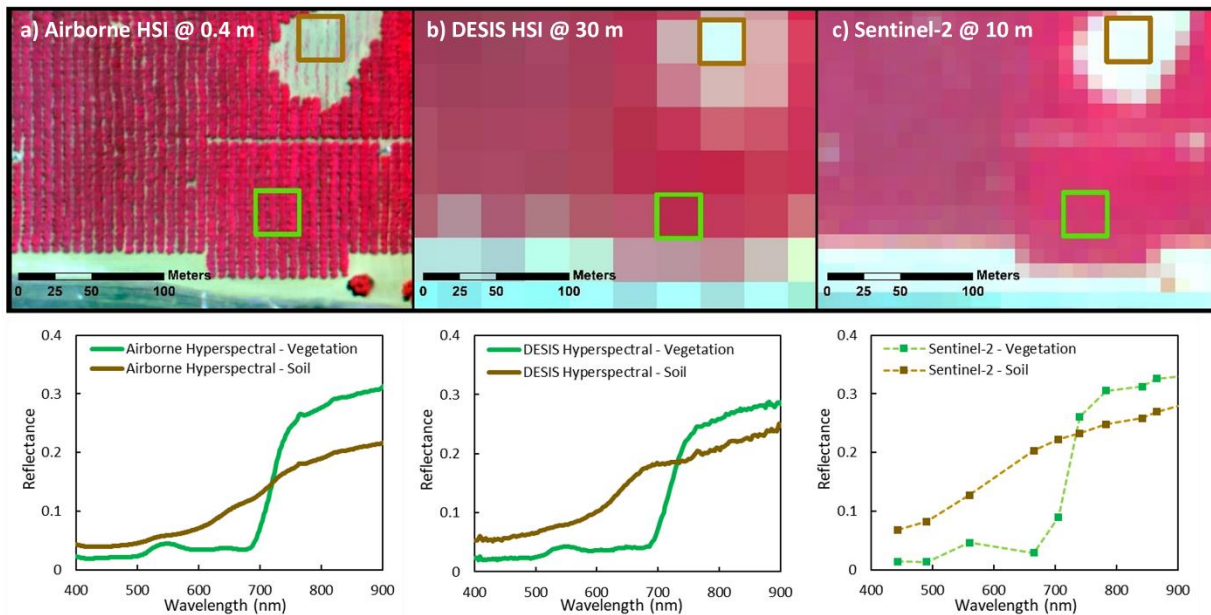 a) Airborne HSI @ 0.4 m
b) DESIS HSI @ 30 m
c) Sentinel-2 @ 10 m
Meters
0 25 50 100
Meters
0 25 50 100
Meters
0 25 50 100
0.4
0.3
0.2
0.1
0
Reflectance
Airborne Hyperspectral - Vegetation
Airborne Hyperspectral - Soil
400 500 600 700 800 900
Wavelength (nm)
0.4
0.3
0.2
0.1
0
Reflectance
DESIS Hyperspectral - Vegetation
DESIS Hyperspectral - Soil
400 500 600 700 800 900
Wavelength (nm)
0.4
0.3
0.2
0.1
0
Reflectance
Sentinel-2 - Vegetation
Sentinel-2 - Soil
400 500 600 700 800 900
Wavelength (nm)